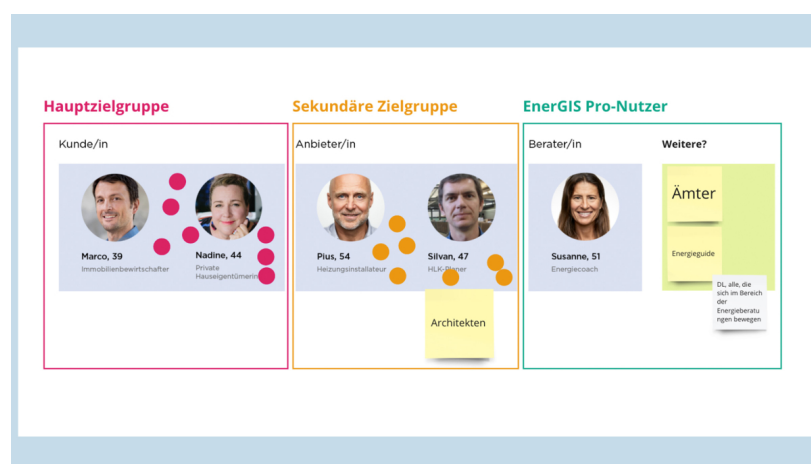 Hauptzielgruppe
Sekundäre Zielgruppe
EnerGIS Pro-Nutzer
Kunde/in
Anbieter/in
Berater/in
Weitere?
Marco, 39
Immobilienbewirtschafter
Nadine, 44
Private
Hauseigentümerin
Pius, 54
Heizungsinstallateur
Silvan, 47
HLK-Planer
Architekten
Susanne, 51
Energiecoach
Ämter
Energieguide
DL, alle, die
sich im Bereich
der
Energieberatu
ngen bewegen